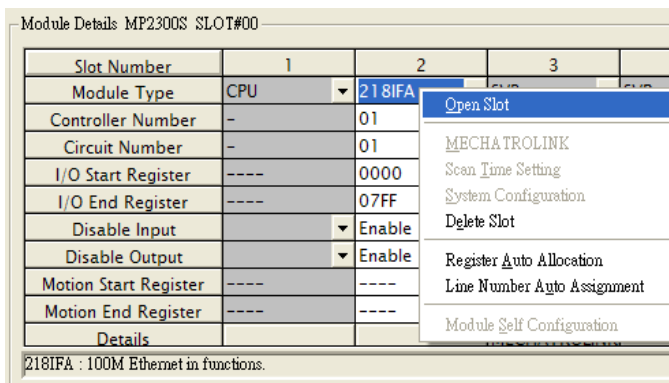 Module Details MP2300S SLOT#00
Slot Number 1 2 3
Module Type CPU 218IFA
Controller Number - 01
Circuit Number - 01
I/O Start Register ---- 0000
I/O End Register ---- 07FF
Disable Input Enable
Disable Output Enable
Motion Start Register ---- ----
Motion End Register ---- ----
Details
Open Slot
MECHATROLINK
Scan Time Setting
System Configuration
Delete Slot
Register Auto Allocation
Line Number Auto Assignment
Module Self Configuration
218IFA : 100M Ethernet in functions.